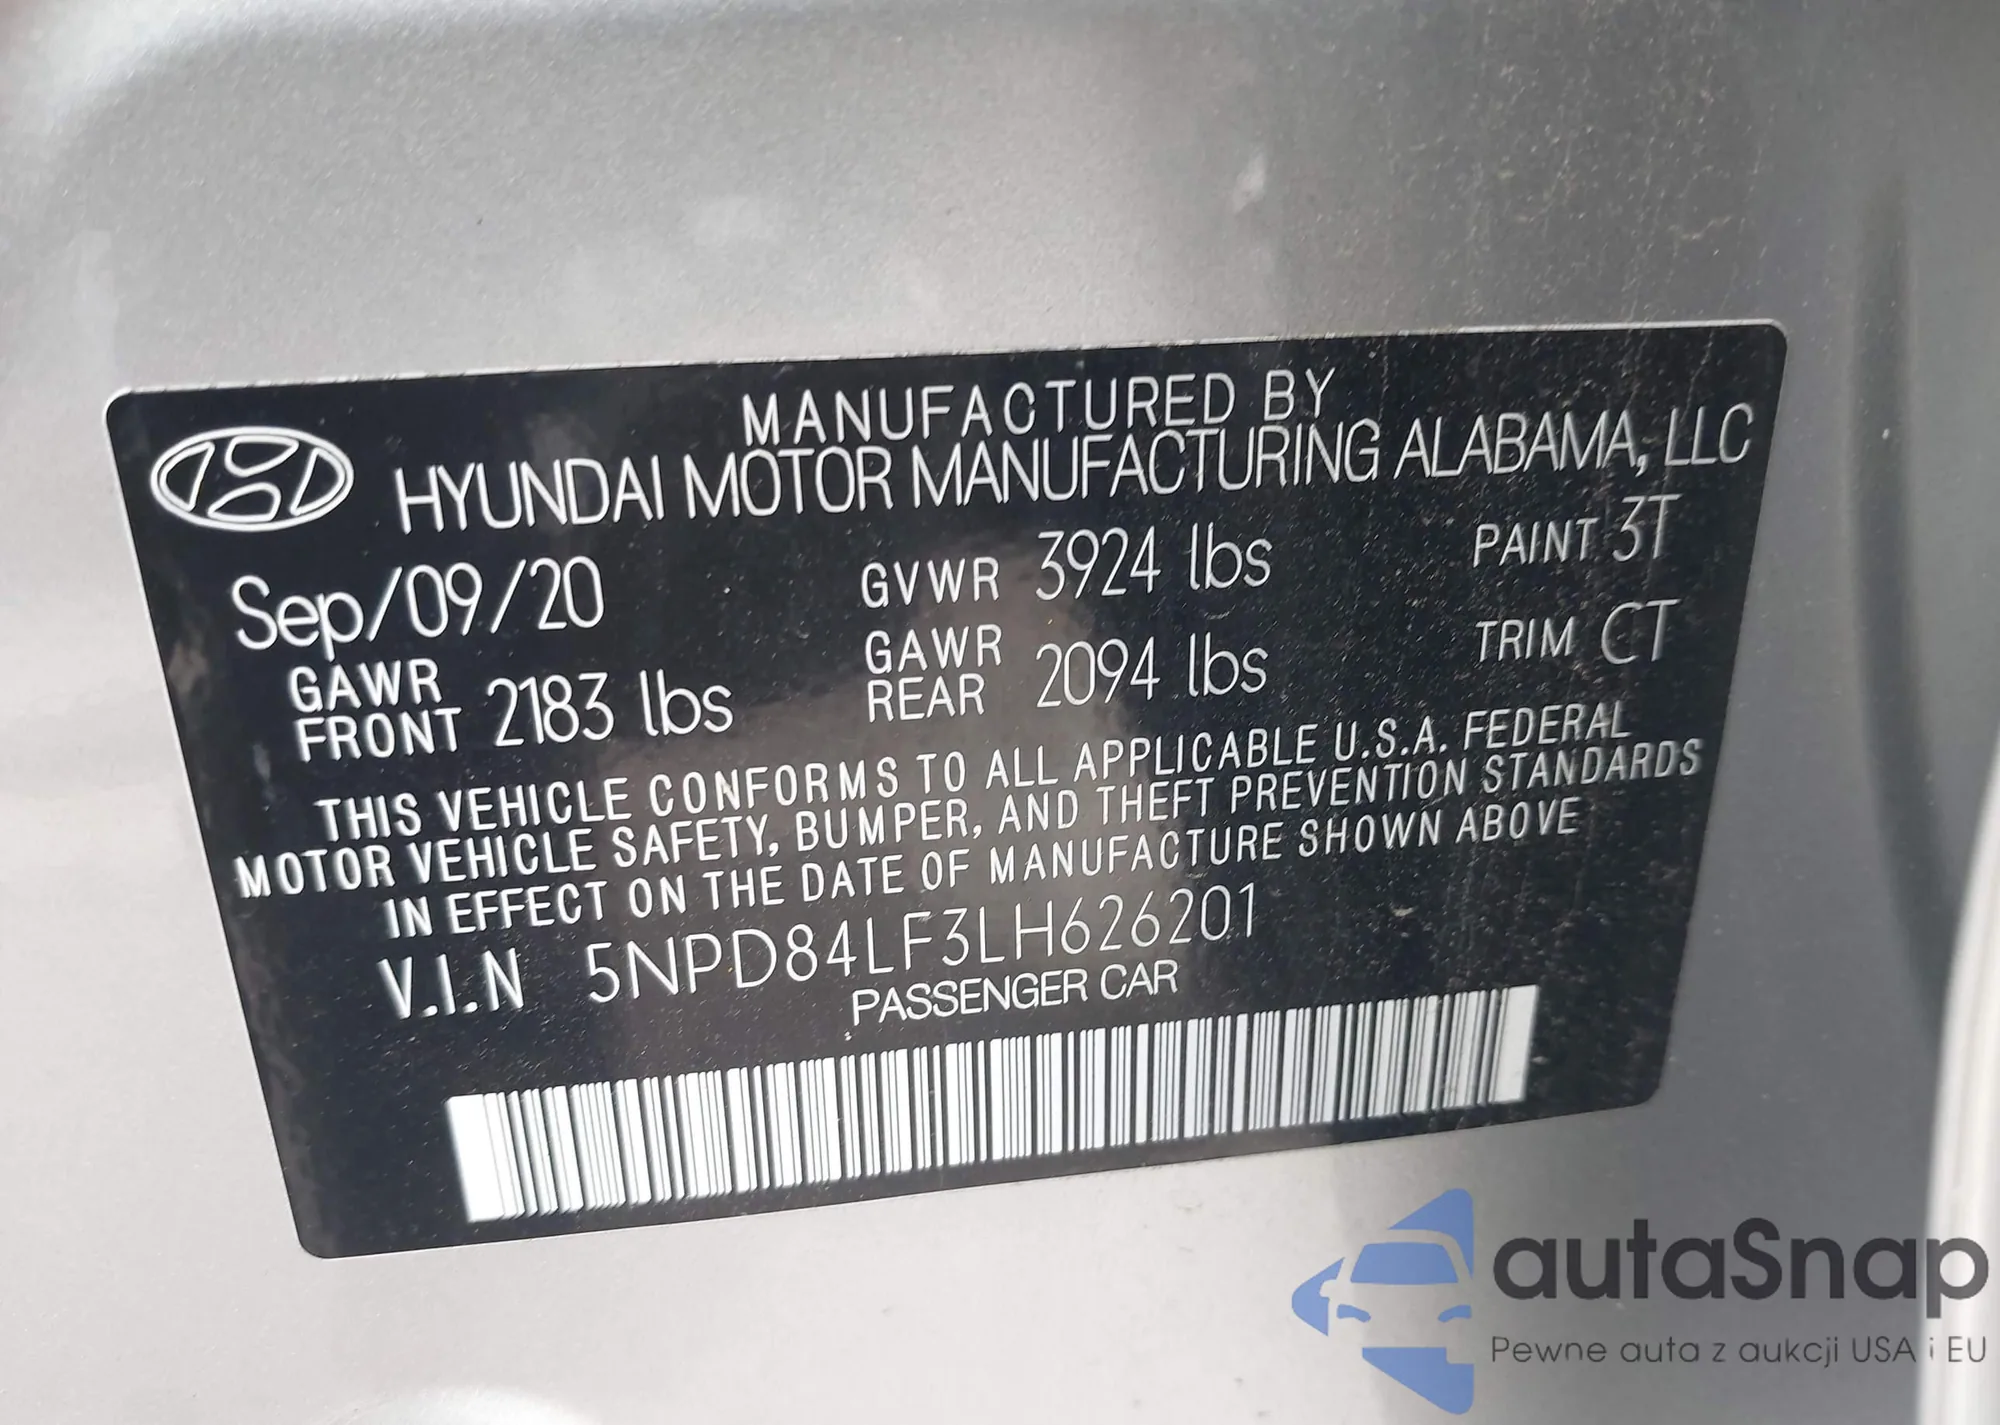 MANUFACTURED BY
HYUNDAI MOTOR MANUFACTURING ALABAMA, LLC
Sep/09/20 GVWR 3924 lbs PAINT 3T
GAWR FRONT 2183 lbs GAWR REAR 2094 lbs TRIM CT
THIS VEHICLE CONFORMS TO ALL APPLICABLE U.S.A. FEDERAL
MOTOR VEHICLE SAFETY, BUMPER, AND THEFT PREVENTION STANDARDS
IN EFFECT ON THE DATE OF MANUFACTURE SHOWN ABOVE
V.I.N 5NPD84LF3LH626201
PASSENGER CAR
autaSnap
Pewne auta z aukcji USA i EU